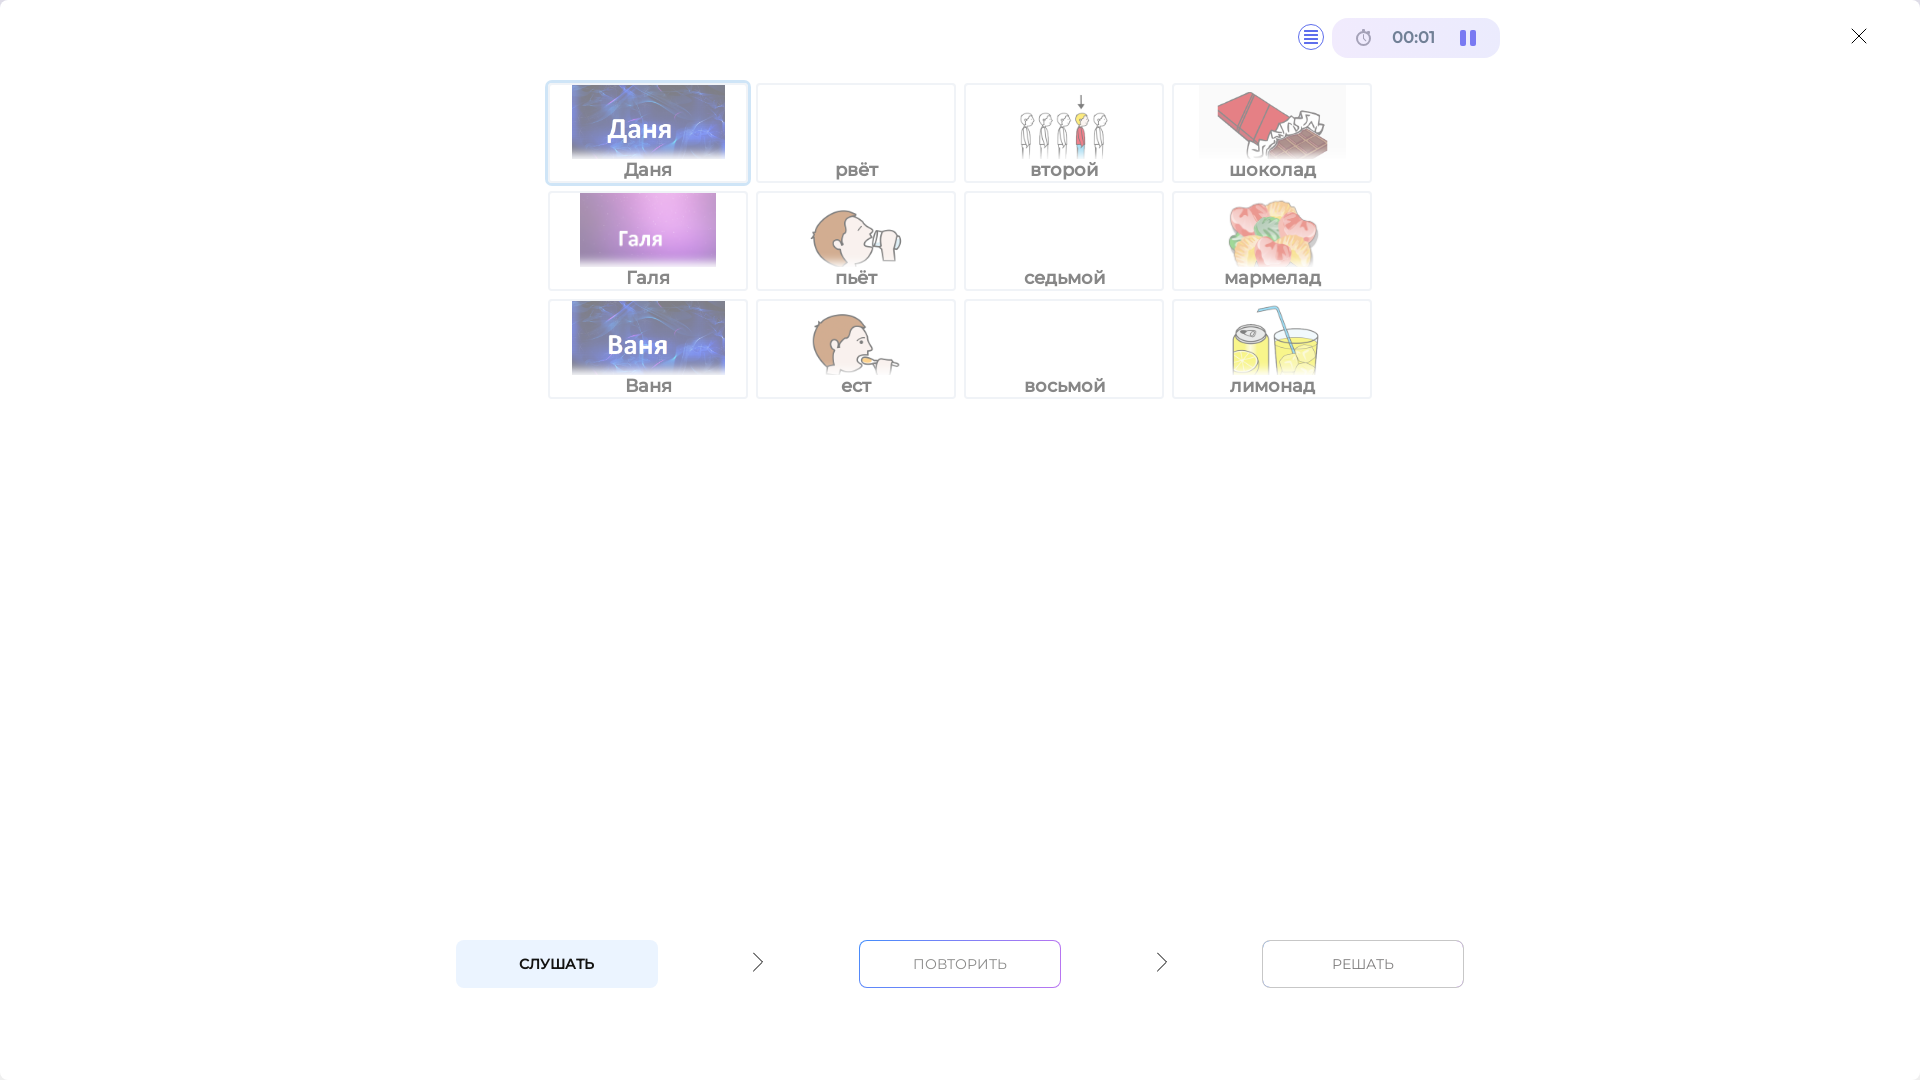 00:01
Даня
Даня
рвёт
второй
шоколад
Галя
Галя
пьёт
седьмой
мармелад
Ваня
Ваня
ест
восьмой
лимонад
СЛУШАТЬ
ПОВТОРИТЬ
РЕШАТЬ